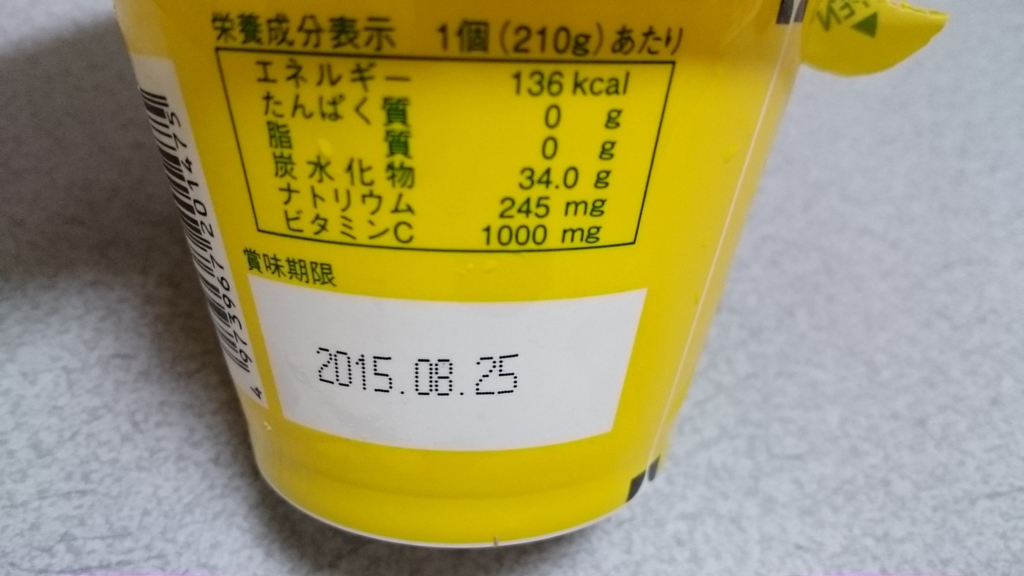 栄養成分表示 1個(210g)あたり
エネルギー 136 kcal
たんぱく質 0 g
脂質 0 g
炭水化物 34.0 g
ナトリウム 245 mg
ビタミンC 1000 mg
賞味期限
2015.08.25